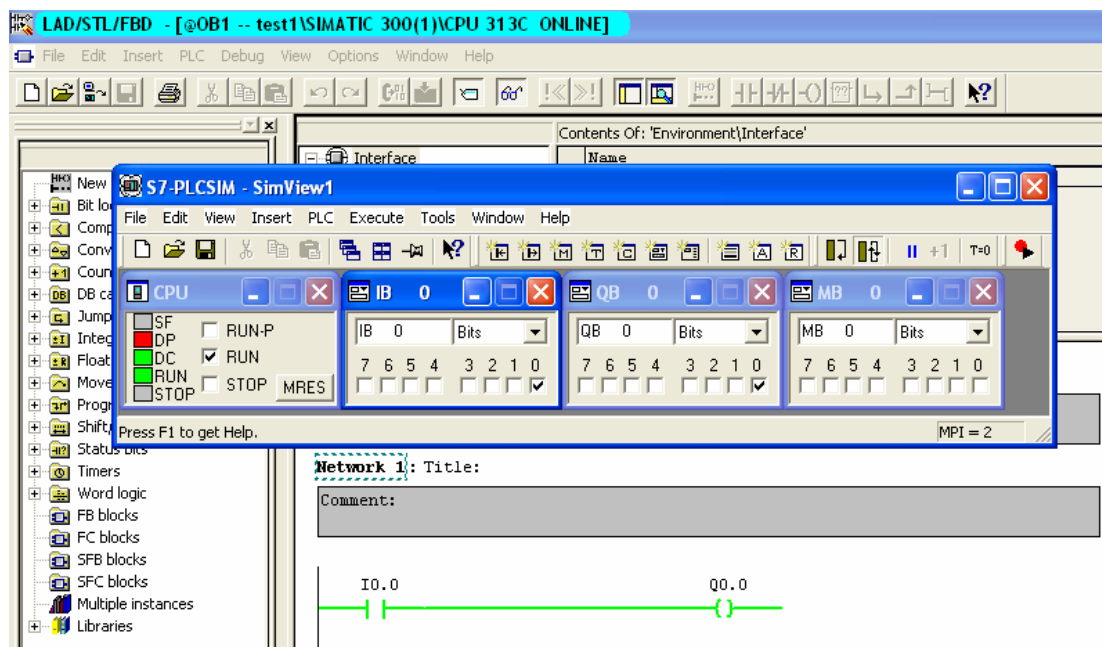 LAD/STL/FBD - [@OB1 -- test1\SIMATIC 300(1)\CPU 313C ONLINE]
File Edit Insert PLC Debug View Options Window Help
Contents Of: 'Environment\Interface'
Interface
Name
New
S7-PLCSIM - SimView1
File Edit View Insert PLC Execute Tools Window Help
+1 T=0
Bit lo
Comp
Conv
Coun
DB ca
Jump
Integ
Float
Move
Progr
Shift/
Status bits
Timers
Word logic
FB blocks
FC blocks
SFB blocks
SFC blocks
Multiple instances
Libraries
CPU
SF
DP
DC
RUN
STOP
RUN-P
RUN
STOP MRES
IB 0
IB 0 Bits
7 6 5 4 3 2 1 0
QB 0
QB 0 Bits
7 6 5 4 3 2 1 0
MB 0
MB 0 Bits
7 6 5 4 3 2 1 0
Press F1 to get Help. MPI = 2
Network 1: Title:
Comment:
I0.0 Q0.0